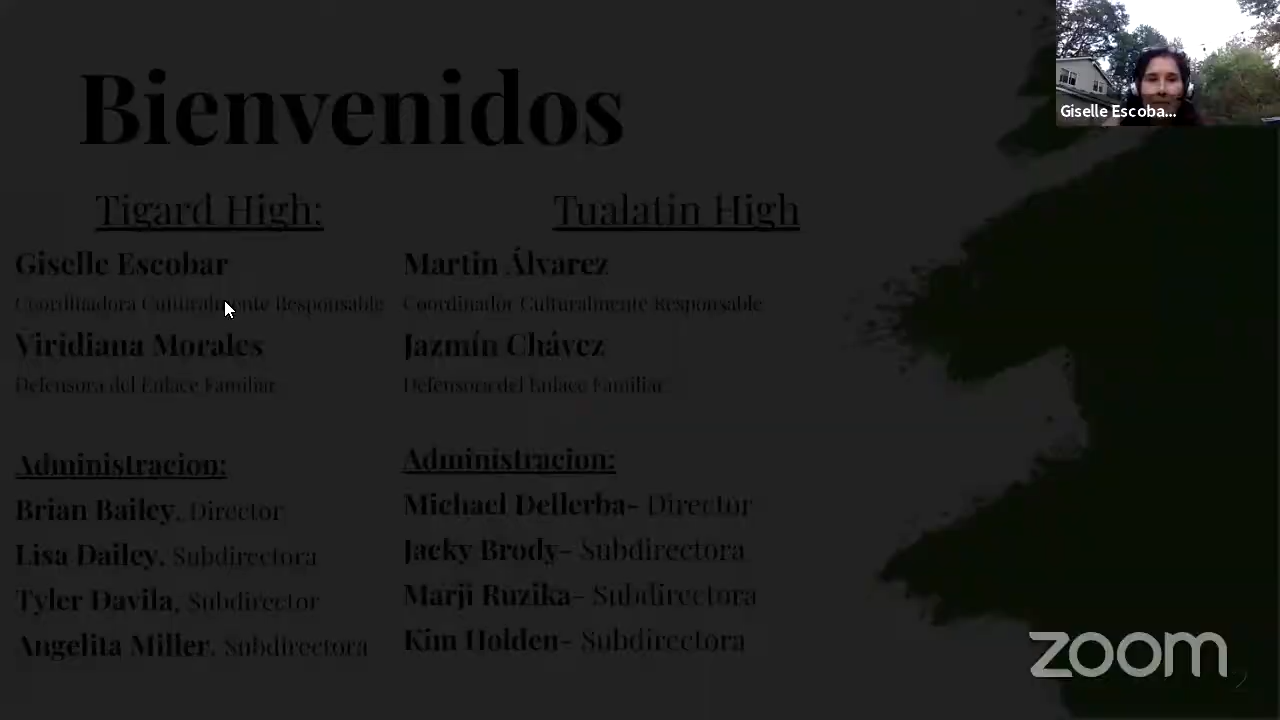 Bienvenidos
Tigard High:
Giselle Escobar
Coordinadora Culturalmente Responsable
Viridiana Morales
Defensora del Enlace Familiar
Administracion:
Brian Bailey, Director
Lisa Dailey, Subdirectora
Tyler Davila, Subdirector
Angelita Miller, Subdirectora
Tualatin High
Martin Álvarez
Coordinador Culturalmente Responsable
Jazmín Chávez
Defensora del Enlace Familiar
Administracion:
Michael Dellerba- Director
Jacky Brody- Subdirectora
Marji Ruzika- Subdirectora
Kim Holden- Subdirectora
Giselle Escoba...
zoom
2